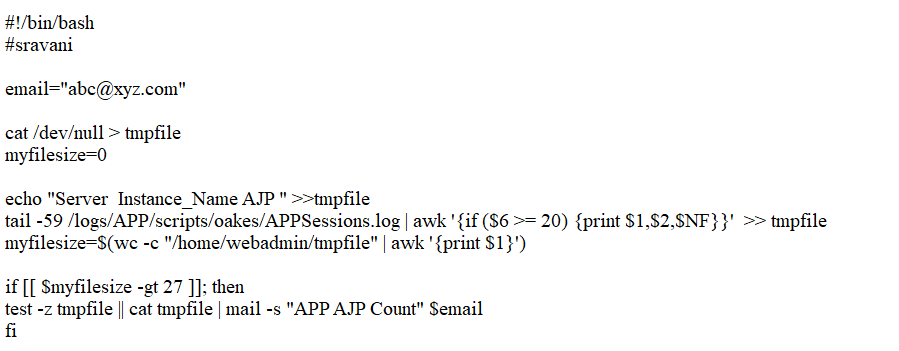 #!/bin/bash
#sravani
email="abc@xyz.com"
cat /dev/null > tmpfile
myfilesize=0
echo "Server  Instance_Name AJP " >>tmpfile
tail -59 /logs/APP/scripts/oakes/APPSessions.log | awk '{if ($6 >= 20) {print $1,$2,$NF}}'  >> tmpfile
myfilesize=$(wc -c "/home/webadmin/tmpfile" | awk '{print $1}')
if [[ $myfilesize -gt 27 ]]; then
test -z tmpfile || cat tmpfile | mail -s "APP AJP Count" $email
fi